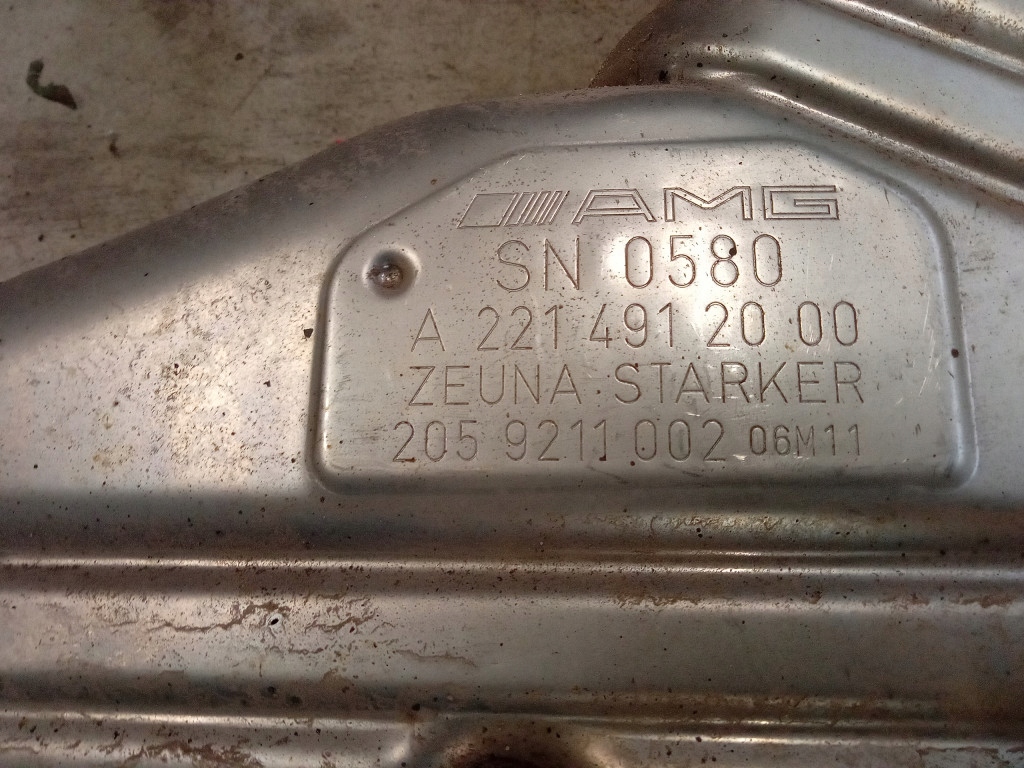 AMG
SN 0580
A 221 491 20 00
ZEUNA STARKER
205 9211 002 06M11